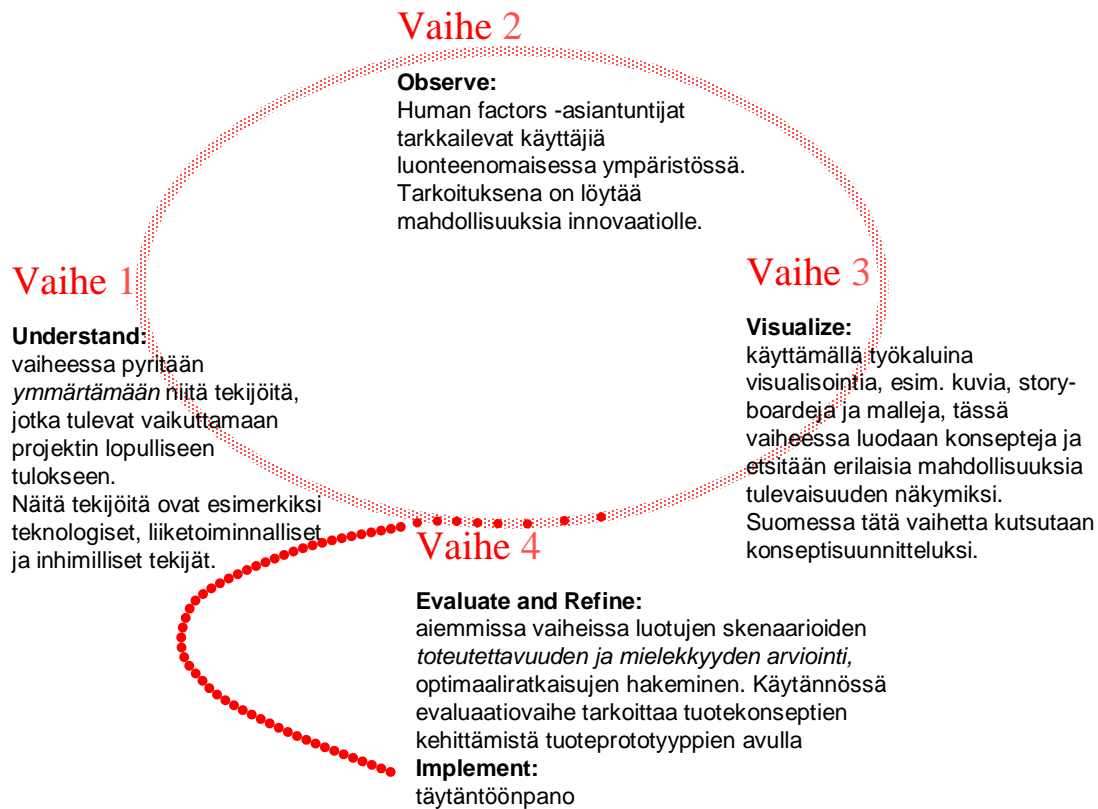 Vaihe 1
Understand:
vaiheessa pyritään
ymmärtämään niitä tekijöitä,
jotka tulevat vaikuttamaan
projektin lopulliseen
tulokseen.
Näitä tekijöitä ovat esimerkiksi
teknologiset, liiketoiminnalliset
ja inhimilliset tekijät.
Vaihe 2
Observe:
Human factors -asiantuntijat
tarkkailevat käyttäjiä
luonteenomaisessa ympäristössä.
Tarkoituksena on löytää
mahdollisuuksia innovaatiolle.
Vaihe 3
Visualize:
käyttämällä työkaluina
visualisointia, esim. kuvia, story-
boardeja ja malleja, tässä
vaiheessa luodaan konsepteja ja
etsitään erilaisia mahdollisuuksia
tulevaisuuden näkymiksi.
Suomessa tätä vaihetta kutsutaan
konseptisuunnitteluksi.
Vaihe 4
Evaluate and Refine:
aiemmissa vaiheissa luotujen skenaarioiden
toteutettavuuden ja mielekkyyden arviointi,
optimaaliratkaisujen hakeminen. Käytännössä
evaluaatiovaihe tarkoittaa tuotekonseptien
kehittämistä tuoteprototyyppien avulla
Implement:
täytäntöönpano